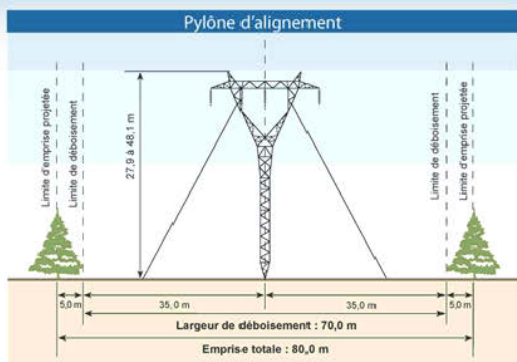 Pylône d'alignement
Limite d'emprise projetée
Limite de déboisement
27,9 à 48,1 m
Limite de déboisement
Limite d'emprise projetée
5,0 m
35,0 m
35,0 m
5,0 m
Largeur de déboisement : 70,0 m
Emprise totale : 80,0 m